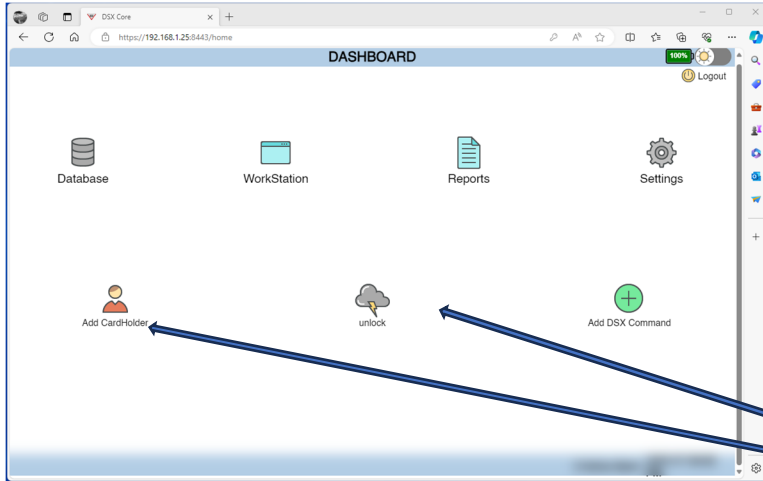 DSX Core
https://192.168.1.25:8443/home
DASHBOARD
100%
Logout
Database
WorkStation
Reports
Settings
Add CardHolder
unlock
Add DSX Command